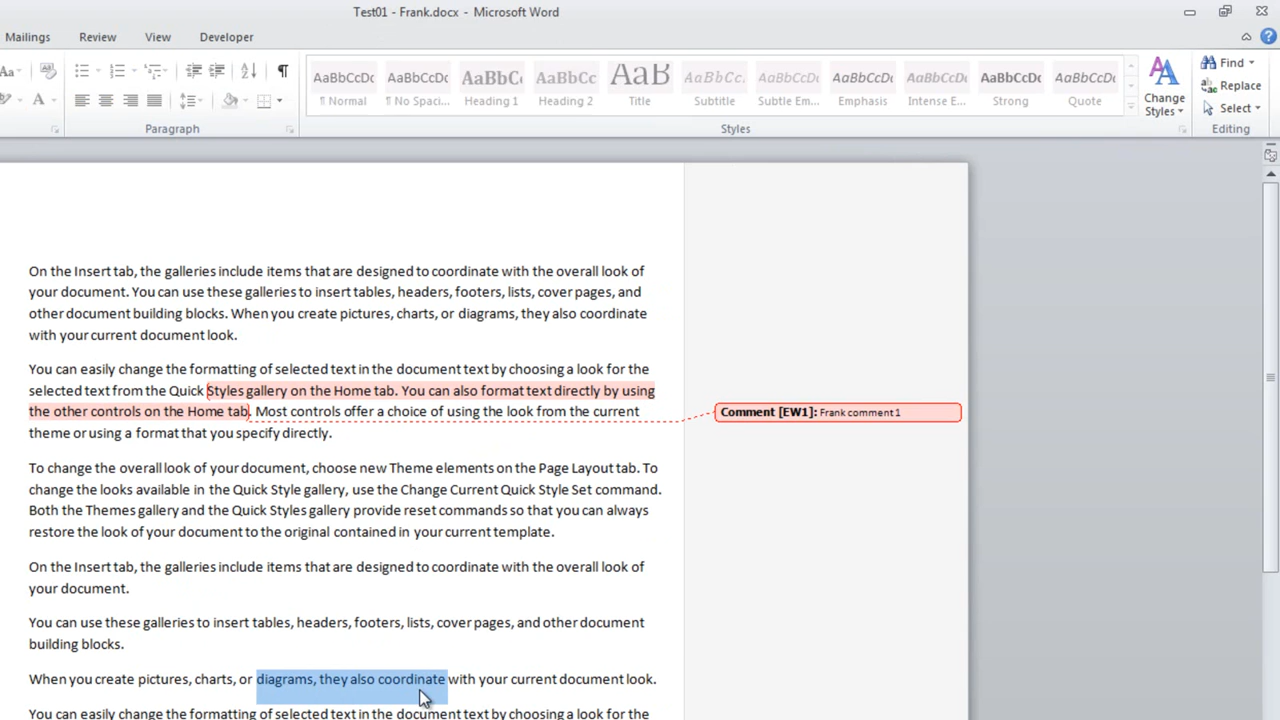 Test01 - Frank.docx - Microsoft Word
Mailings Review View Developer
Find
AaBbCcDc AaBbCcDc AaBbC AaBbCc AaB AaBbCc. AaBbCcDc AaBbCcDc AaBbCcDc AaBbCcDc AaBbCcDc
Replace
¶ Normal ¶ No Spaci... Heading 1 Heading 2 Title Subtitle Subtle Em... Emphasis Intense E... Strong Quote
Change Styles
Select
Paragraph Styles Editing
On the Insert tab, the galleries include items that are designed to coordinate with the overall look of
your document. You can use these galleries to insert tables, headers, footers, lists, cover pages, and
other document building blocks. When you create pictures, charts, or diagrams, they also coordinate
with your current document look.
You can easily change the formatting of selected text in the document text by choosing a look for the
selected text from the Quick Styles gallery on the Home tab. You can also format text directly by using
the other controls on the Home tab. Most controls offer a choice of using the look from the current
Comment [EW1]: Frank comment 1
theme or using a format that you specify directly.
To change the overall look of your document, choose new Theme elements on the Page Layout tab. To
change the looks available in the Quick Style gallery, use the Change Current Quick Style Set command.
Both the Themes gallery and the Quick Styles gallery provide reset commands so that you can always
restore the look of your document to the original contained in your current template.
On the Insert tab, the galleries include items that are designed to coordinate with the overall look of
your document.
You can use these galleries to insert tables, headers, footers, lists, cover pages, and other document
building blocks.
When you create pictures, charts, or diagrams, they also coordinate with your current document look.
You can easily change the formatting of selected text in the document text by choosing a look for the